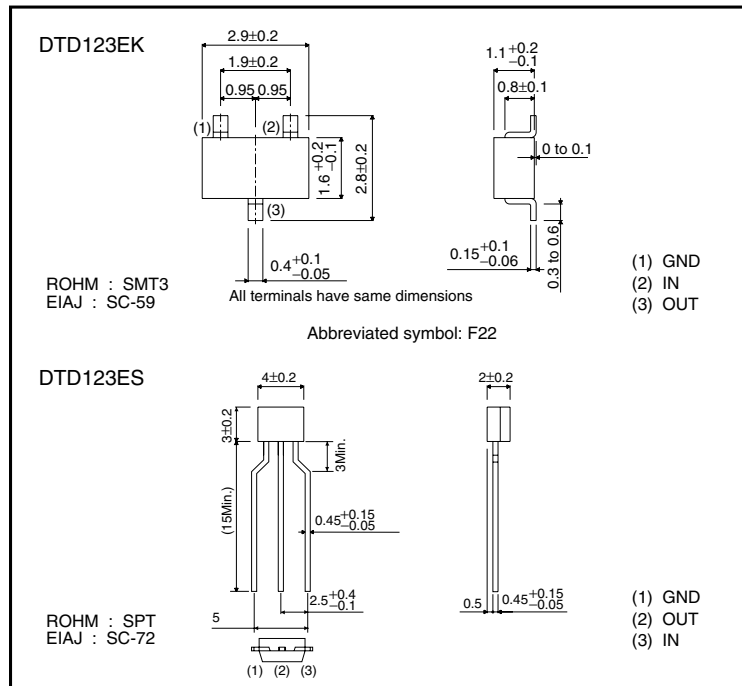 DTD123EK
2.9±0.2
1.9±0.2
0.95 0.95
(1) (2)
(3)
1.6 +0.2 −0.1
2.8±0.2
0.4 +0.1 −0.05
All terminals have same dimensions
1.1 +0.2 −0.1
0.8±0.1
0 to 0.1
0.15 +0.1 −0.06
0.3 to 0.6
ROHM : SMT3
EIAJ : SC-59
(1) GND
(2) IN
(3) OUT
Abbreviated symbol: F22
DTD123ES
4±0.2
3±0.2
(15Min.)
3Min.
0.45 +0.15 −0.05
2.5 +0.4 −0.1
5
(1) (2) (3)
2±0.2
0.5
0.45 +0.15 −0.05
ROHM : SPT
EIAJ : SC-72
(1) GND
(2) OUT
(3) IN